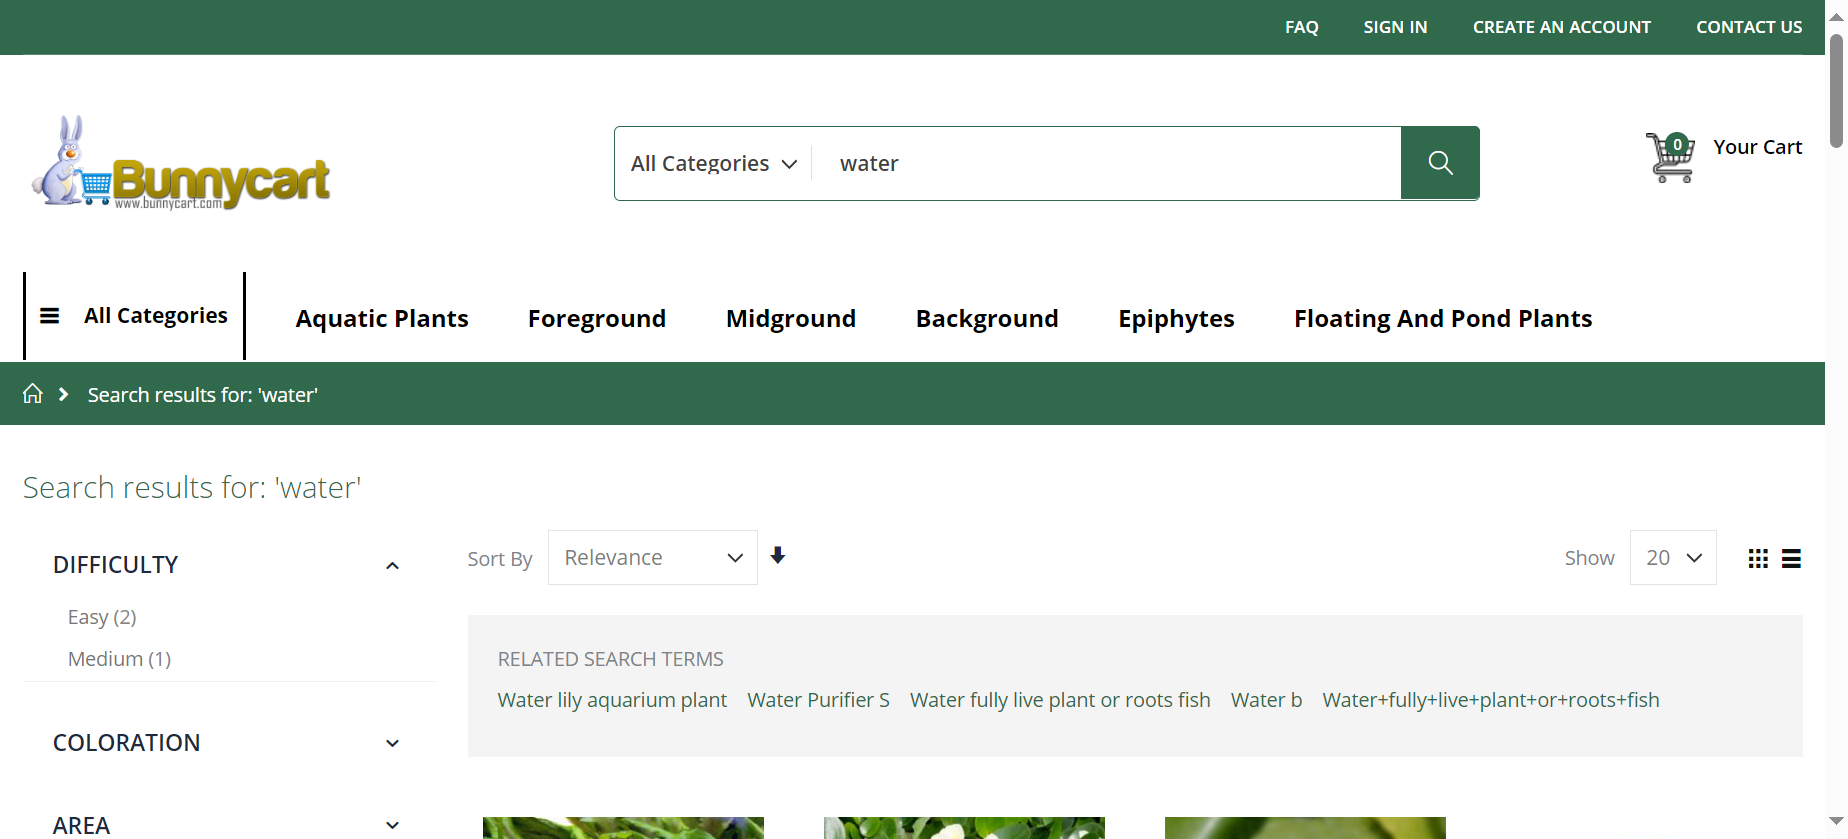 FAQ SIGN IN CREATE AN ACCOUNT CONTACT US
Bunnycart
www.bunnycart.com
All Categories water
0 Your Cart
All Categories Aquatic Plants Foreground Midground Background Epiphytes Floating And Pond Plants
Search results for: 'water'
Search results for: 'water'
DIFFICULTY
Easy (2)
Medium (1)
COLORATION
AREA
Sort By Relevance Show 20
RELATED SEARCH TERMS
Water lily aquarium plant Water Purifier S Water fully live plant or roots fish Water b Water+fully+live+plant+or+roots+fish